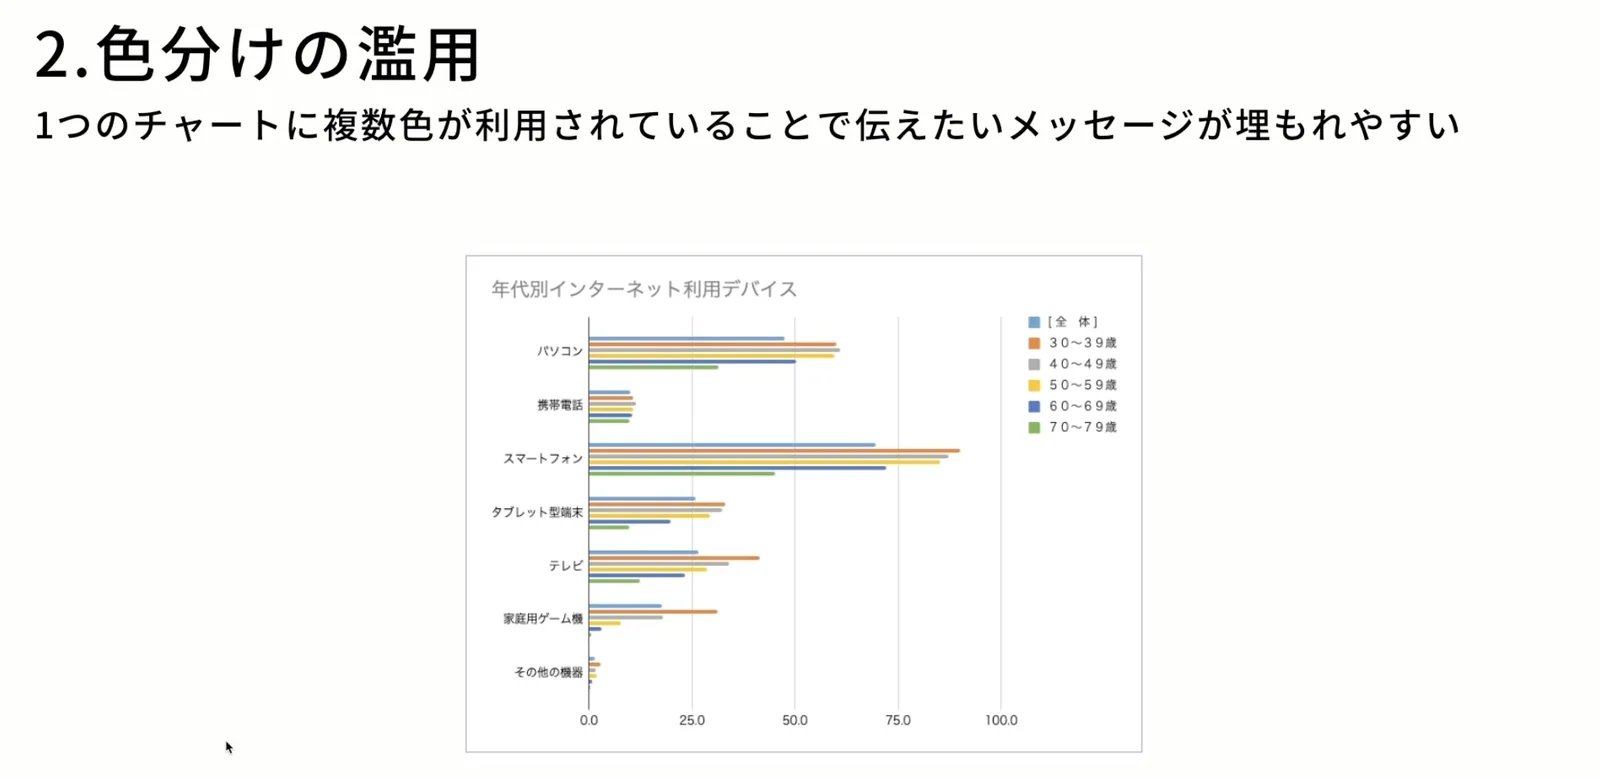 2.色分けの濫用
1つのチャートに複数色が利用されていることで伝えたいメッセージが埋もれやすい
年代別インターネット利用デバイス
[全　体]
３０～３９歳
４０～４９歳
５０～５９歳
６０～６９歳
７０～７９歳
パソコン
携帯電話
スマートフォン
タブレット型端末
テレビ
家庭用ゲーム機
その他の機器
0.0 25.0 50.0 75.0 100.0